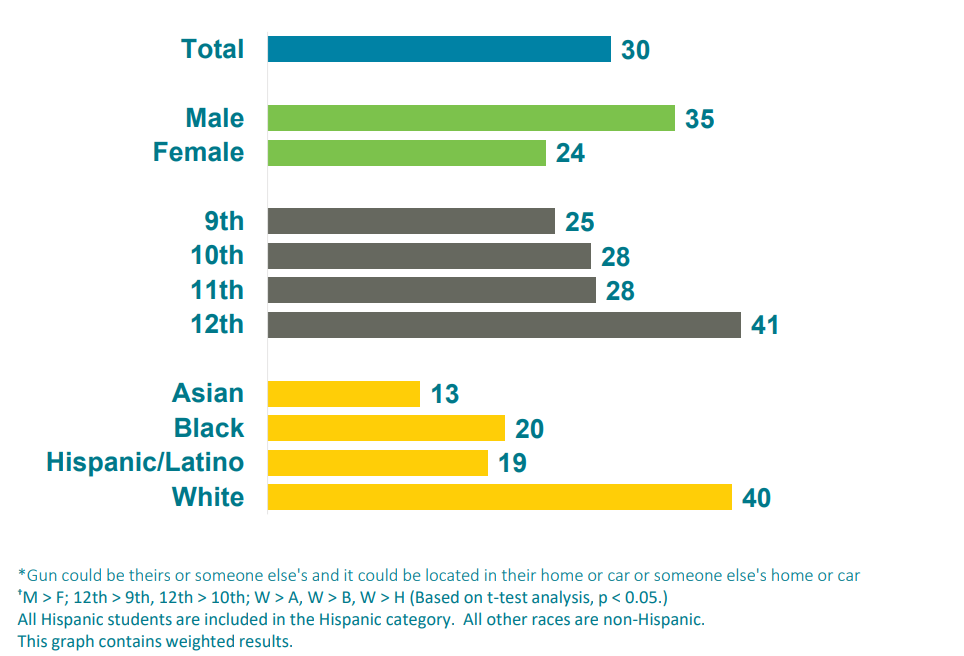 Total 30
Male 35
Female 24
9th 25
10th 28
11th 28
12th 41
Asian 13
Black 20
Hispanic/Latino 19
White 40
*Gun could be theirs or someone else's and it could be located in their home or car or someone else's home or car
†M > F; 12th > 9th, 12th > 10th; W > A, W > B, W > H (Based on t-test analysis, p < 0.05.)
All Hispanic students are included in the Hispanic category.  All other races are non-Hispanic.
This graph contains weighted results.